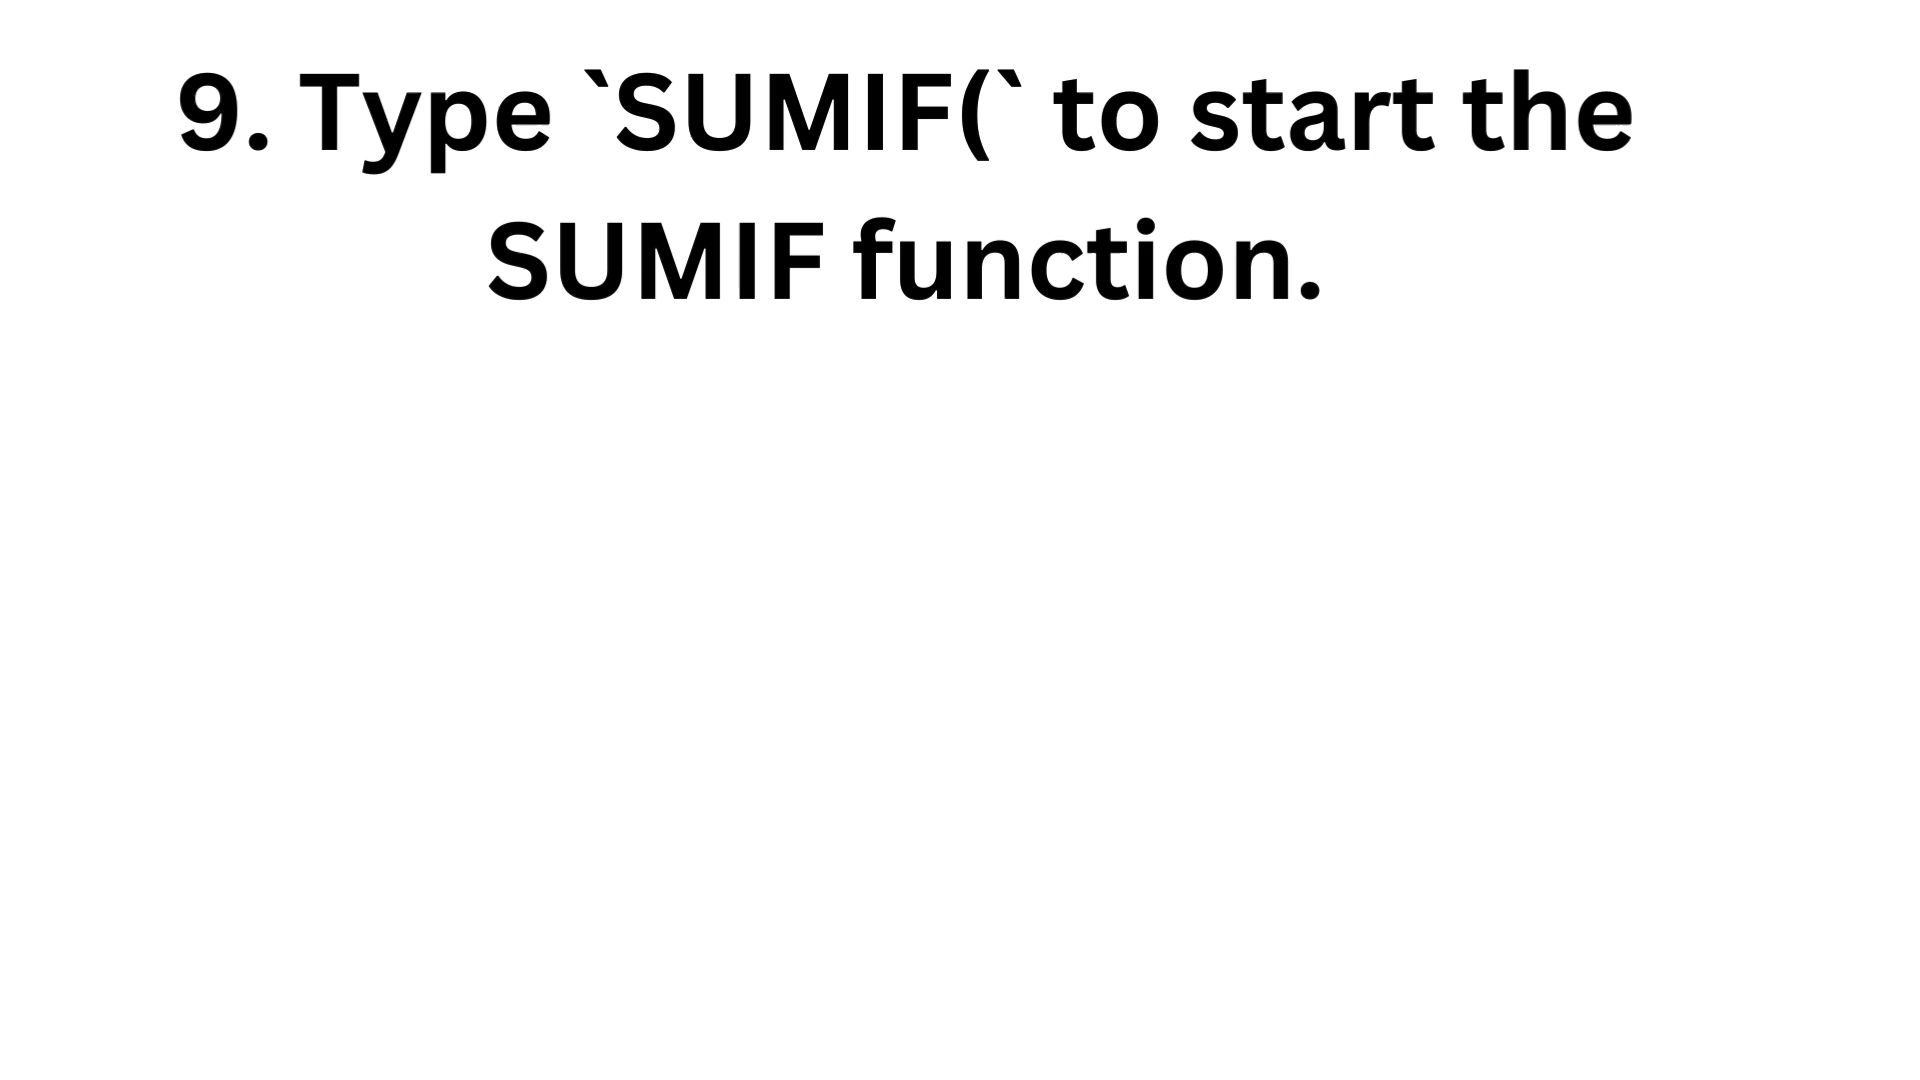 9. Type `SUMIF(` to start the
SUMIF function.